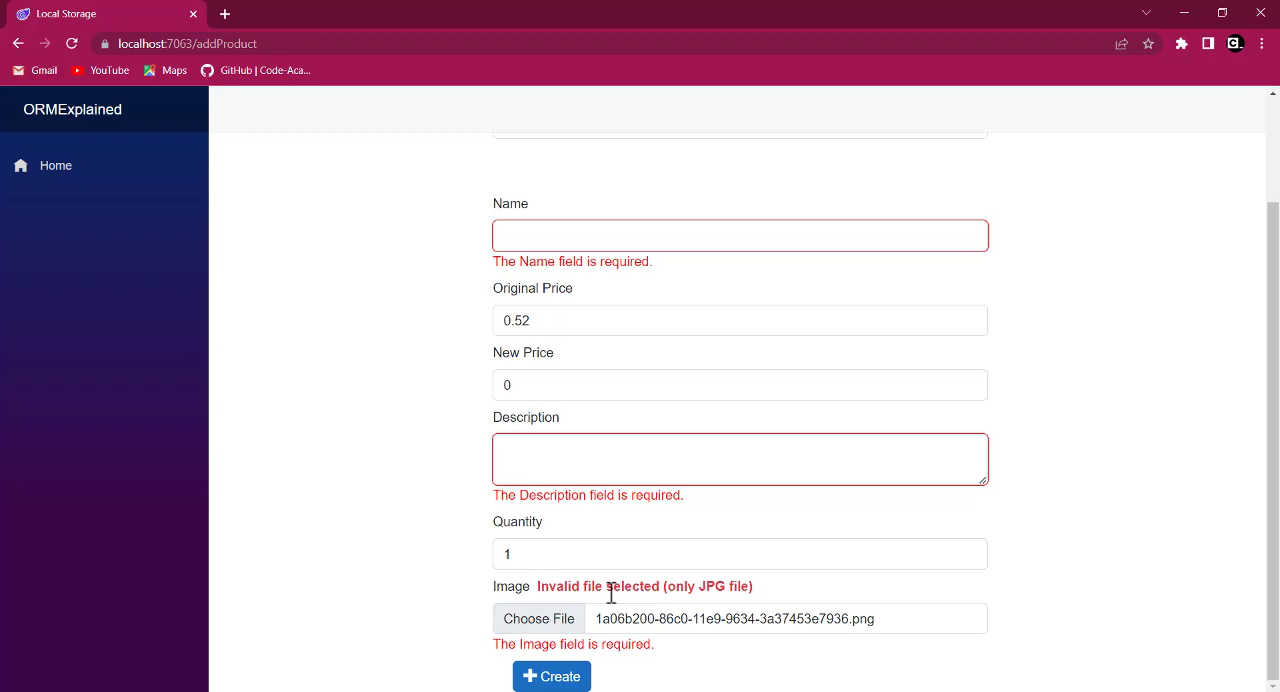 Local Storage
localhost:7063/addProduct
Gmail YouTube Maps GitHub | Code-Aca...
ORMExplained
Home
Name
The Name field is required.
Original Price
0.52
New Price
0
Description
The Description field is required.
Quantity
1
Image Invalid file selected (only JPG file)
Choose File 1a06b200-86c0-11e9-9634-3a37453e7936.png
The Image field is required.
Create